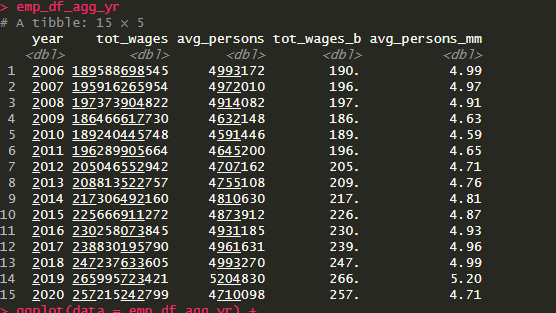 > emp_df_agg_yr
# A tibble: 15 × 5
year tot_wages avg_persons tot_wages_b avg_persons_mm
<dbl> <dbl> <dbl> <dbl> <dbl>
1 2006 189588698545 4993172 190. 4.99
2 2007 195916265954 4972010 196. 4.97
3 2008 197373904822 4914082 197. 4.91
4 2009 186466617730 4632148 186. 4.63
5 2010 189240445748 4591446 189. 4.59
6 2011 196289905664 4645200 196. 4.65
7 2012 205046552942 4707162 205. 4.71
8 2013 208813522757 4755108 209. 4.76
9 2014 217306492160 4810630 217. 4.81
10 2015 225666911272 4873912 226. 4.87
11 2016 230258073845 4931185 230. 4.93
12 2017 238830195790 4961631 239. 4.96
13 2018 247237633605 4993270 247. 4.99
14 2019 265995723421 5204830 266. 5.20
15 2020 257215242799 4710098 257. 4.71
> ggplot(data = emp_df_agg_yr) +